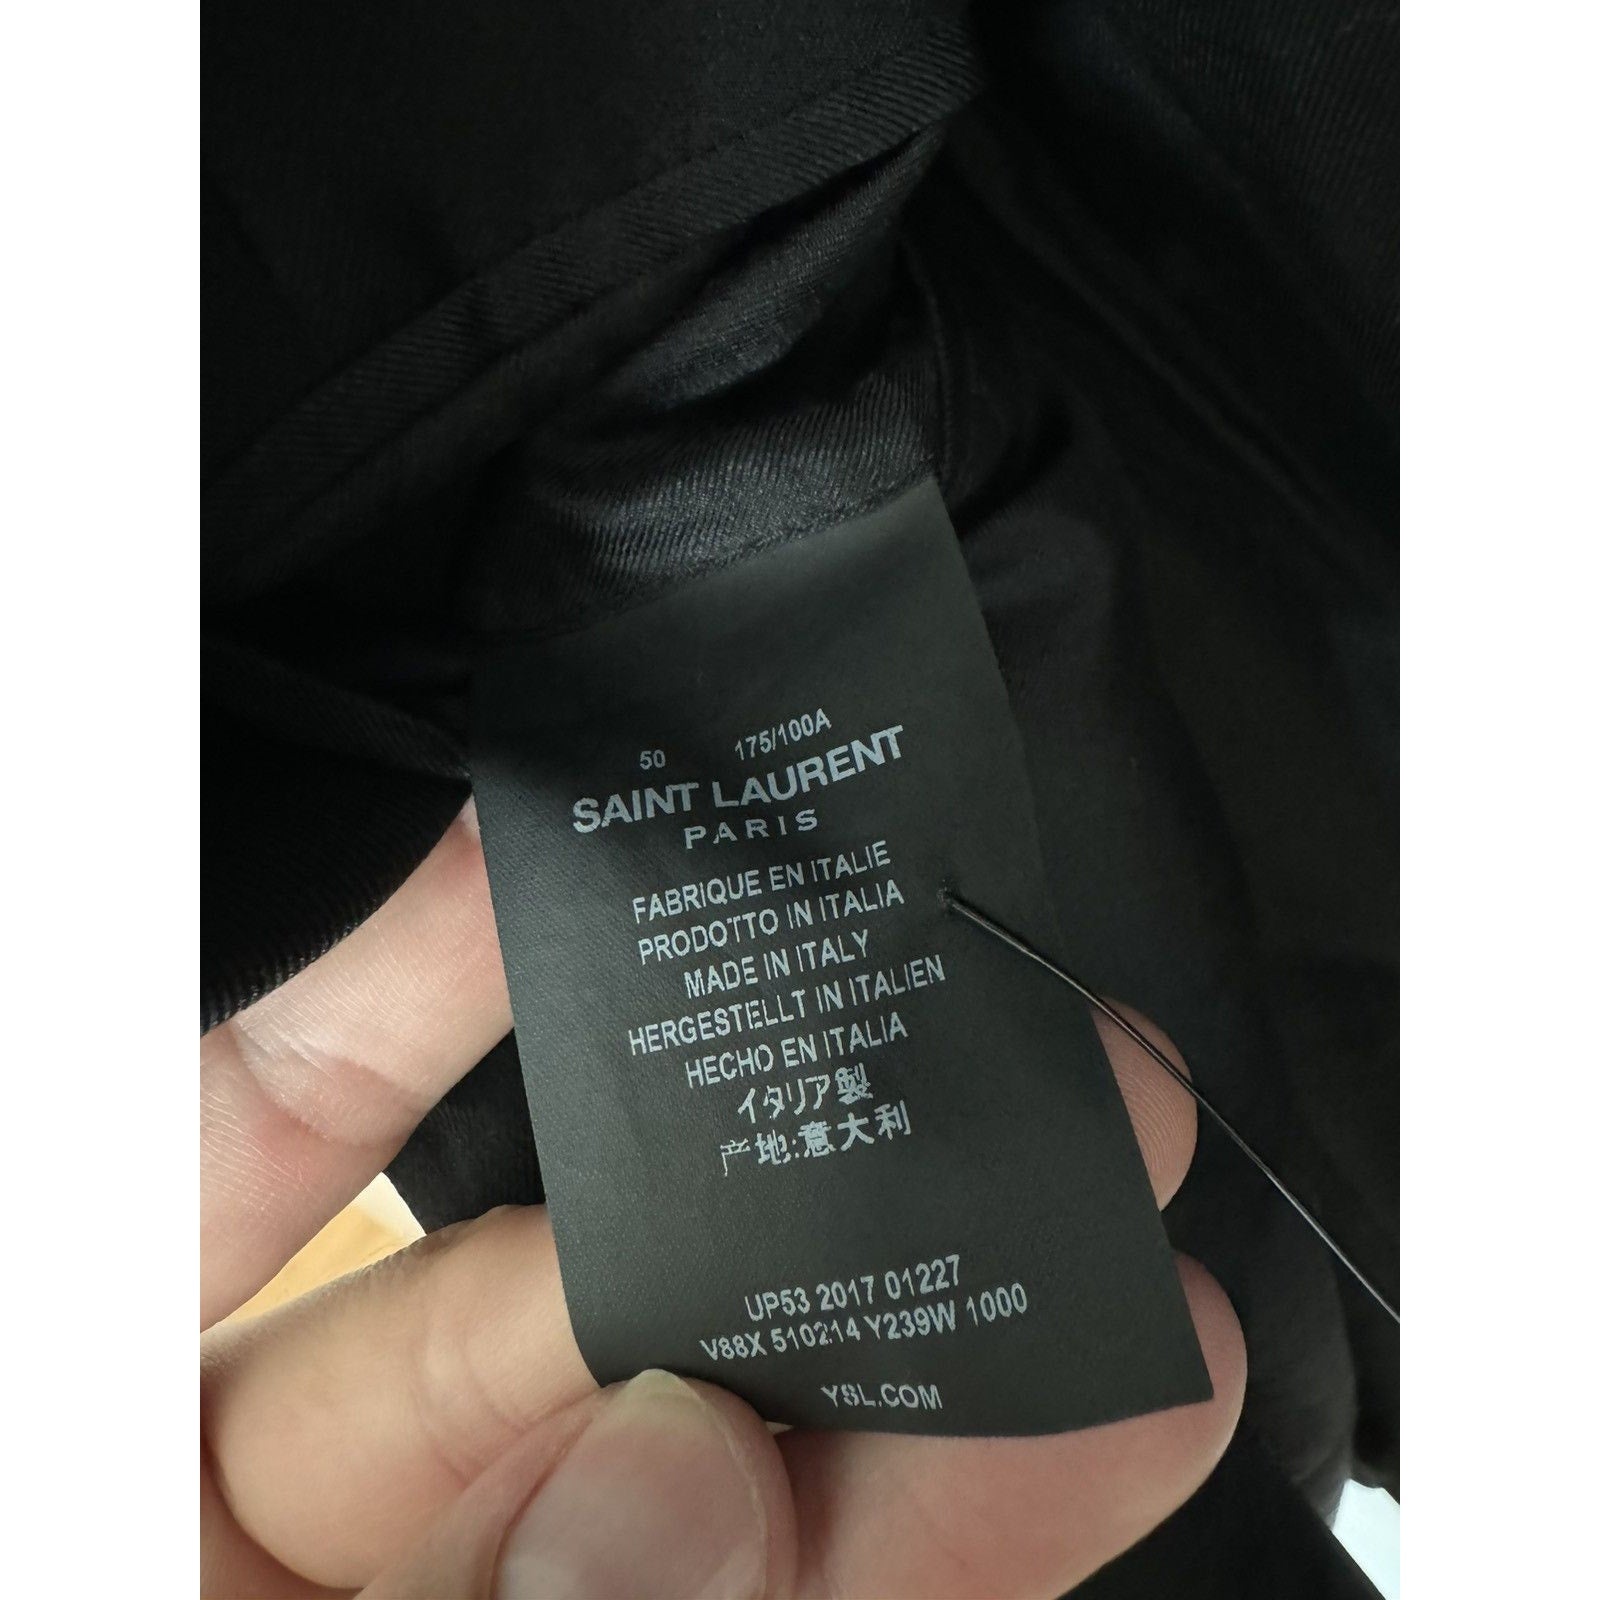 50 175/100A
SAINT LAURENT
PARIS
FABRIQUE EN ITALIE
PRODOTTO IN ITALIA
MADE IN ITALY
HERGESTELLT IN ITALIEN
HECHO EN ITALIA
イタリア製
产地:意大利
UP53 2017 01227
V88X 510214 Y239W 1000
YSL.COM